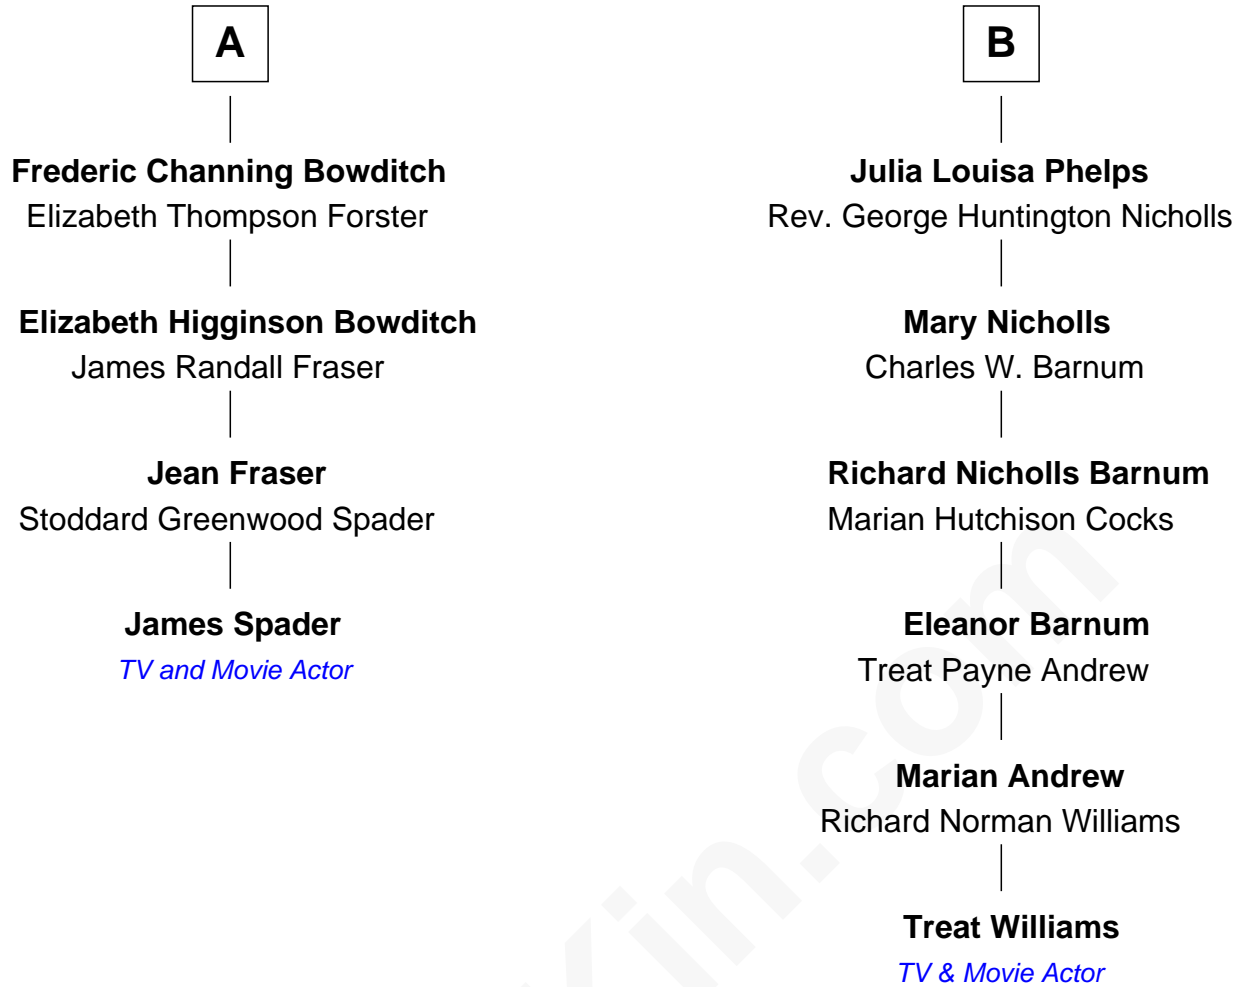 A
Frederic Channing Bowditch
Elizabeth Thompson Forster
Elizabeth Higginson Bowditch
James Randall Fraser
Jean Fraser
Stoddard Greenwood Spader
James Spader
TV and Movie Actor
B
Julia Louisa Phelps
Rev. George Huntington Nicholls
Mary Nicholls
Charles W. Barnum
Richard Nicholls Barnum
Marian Hutchison Cocks
Eleanor Barnum
Treat Payne Andrew
Marian Andrew
Richard Norman Williams
Treat Williams
TV & Movie Actor
Kin.com